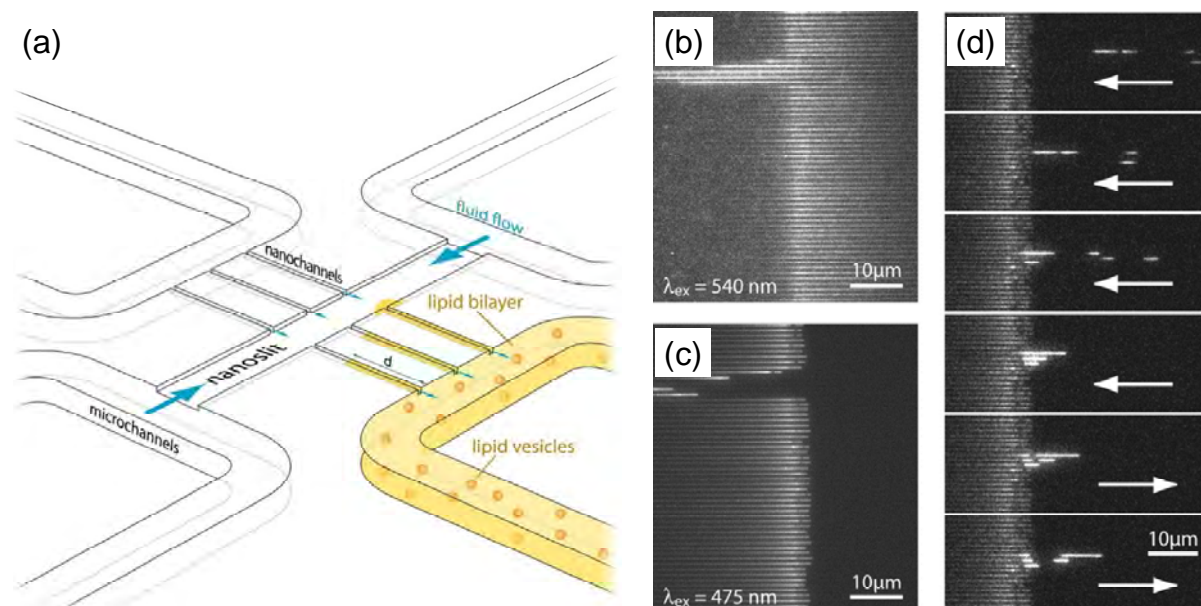 (a)
fluid flow
nanochannels
lipid bilayer
nanoslit
d
microchannels
lipid vesicles
(b)
λex = 540 nm
10μm
(c)
λex = 475 nm
10μm
(d)
10μm